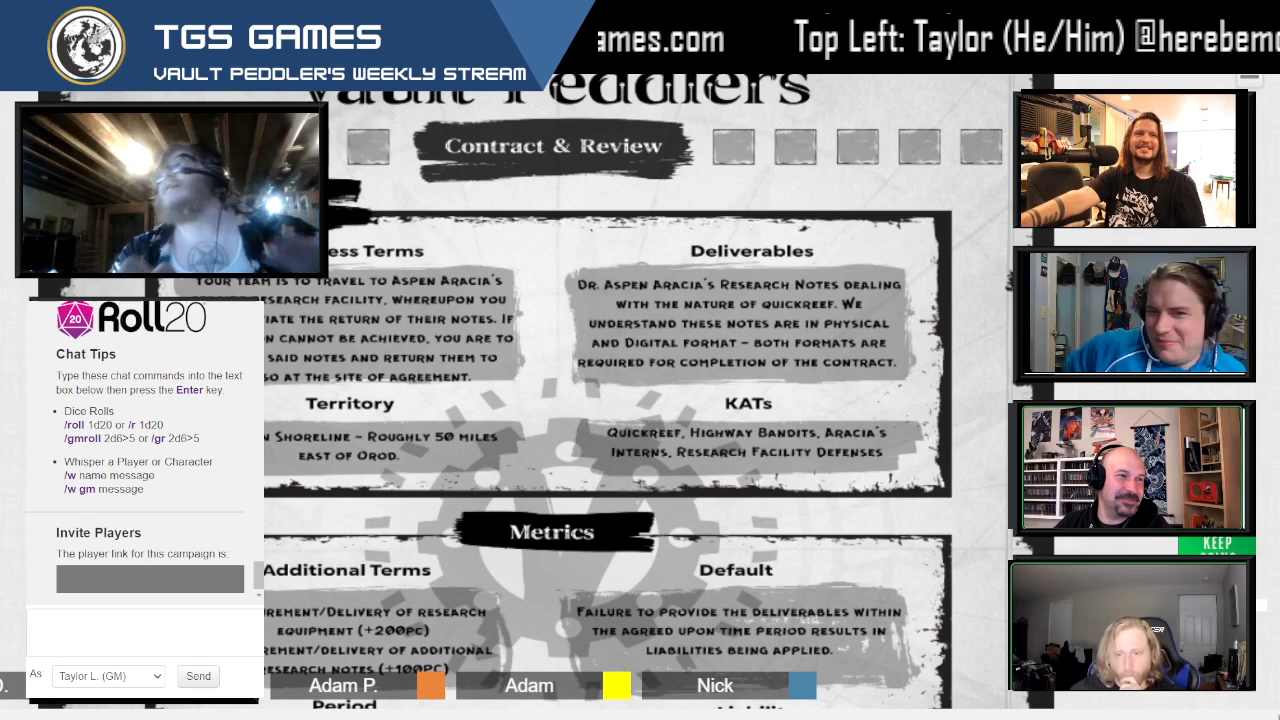 TGS GAMES
VAULT PEDDLER'S WEEKLY STREAM
ames.com Top Left: Taylor (He/Him) @herebemo
Vault Peddlers
Contract & Review
ess Terms
YOUR TEAM IS TO TRAVEL TO ASPEN ARACIA'S
ESEARCH FACILITY, WHEREUPON YOU
IATE THE RETURN OF THEIR NOTES. IF
N CANNOT BE ACHIEVED, YOU ARE TO
SAID NOTES AND RETURN THEM TO
SO AT THE SITE OF AGREEMENT.
Deliverables
DR. ASPEN ARACIA'S RESEARCH NOTES DEALING
WITH THE NATURE OF QUICKREEF. WE
UNDERSTAND THESE NOTES ARE IN PHYSICAL
AND DIGITAL FORMAT – BOTH FORMATS ARE
REQUIRED FOR COMPLETION OF THE CONTRACT.
Territory
N SHORELINE – ROUGHLY 50 MILES
EAST OF OROD.
KATs
QUICKREEF, HIGHWAY BANDITS, ARACIA'S
INTERNS, RESEARCH FACILITY DEFENSES
Metrics
Additional Terms
UREMENT/DELIVERY OF RESEARCH
EQUIPMENT (+200PC)
UREMENT/DELIVERY OF ADDITIONAL
ESEARCH NOTES (+100PC)
Period
Default
FAILURE TO PROVIDE THE DELIVERABLES WITHIN
THE AGREED UPON TIME PERIOD RESULTS IN
LIABILITIES BEING APPLIED.
20 Roll20
Chat Tips
Type these chat commands into the text
box below then press the Enter key.
• Dice Rolls
/roll 1d20 or /r 1d20
/gmroll 2d6>5 or /gr 2d6>5
• Whisper a Player or Character
/w name message
/w gm message
Invite Players
The player link for this campaign is:
As: Taylor L. (GM) Send
D. Adam P. Adam Nick
KEEP